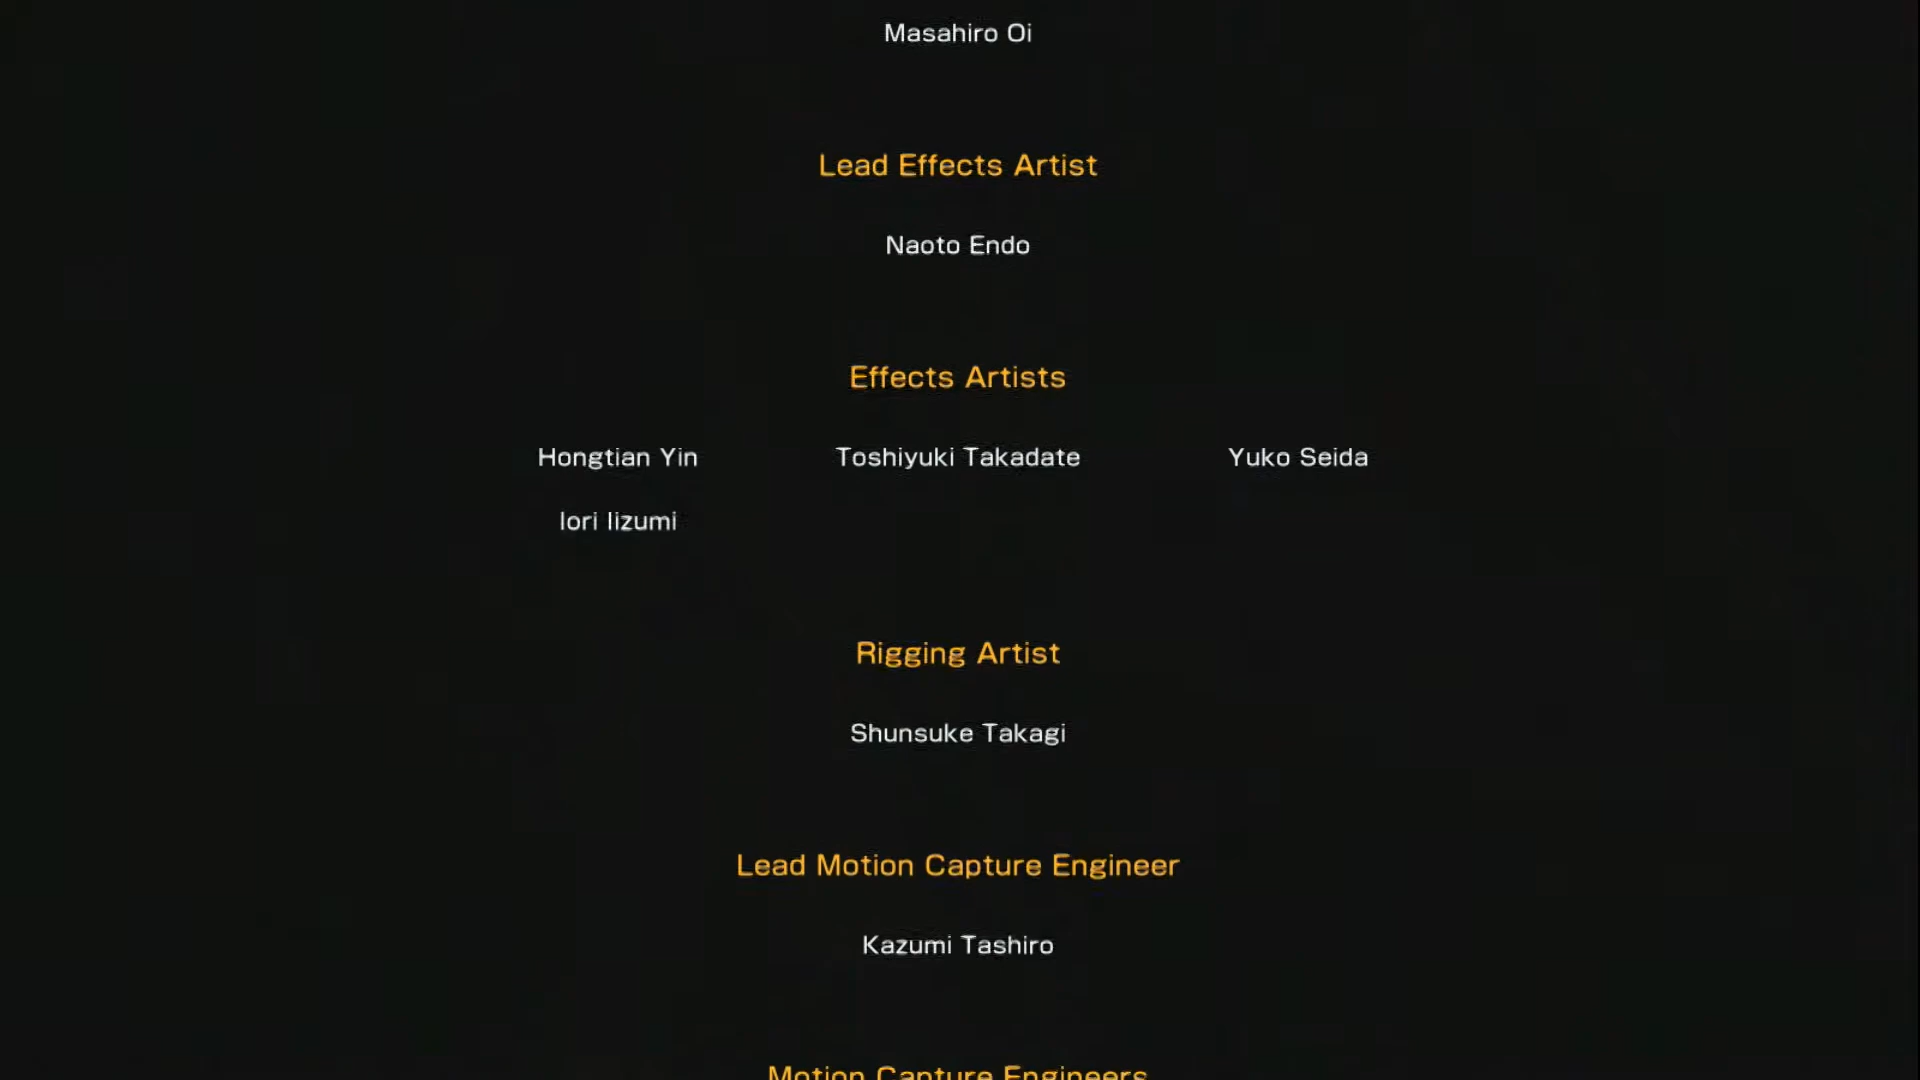 Masahiro Oi
Lead Effects Artist
Naoto Endo
Effects Artists
Hongtian Yin Toshiyuki Takadate Yuko Seida
Iori Iizumi
Rigging Artist
Shunsuke Takagi
Lead Motion Capture Engineer
Kazumi Tashiro
Motion Capture Engineers